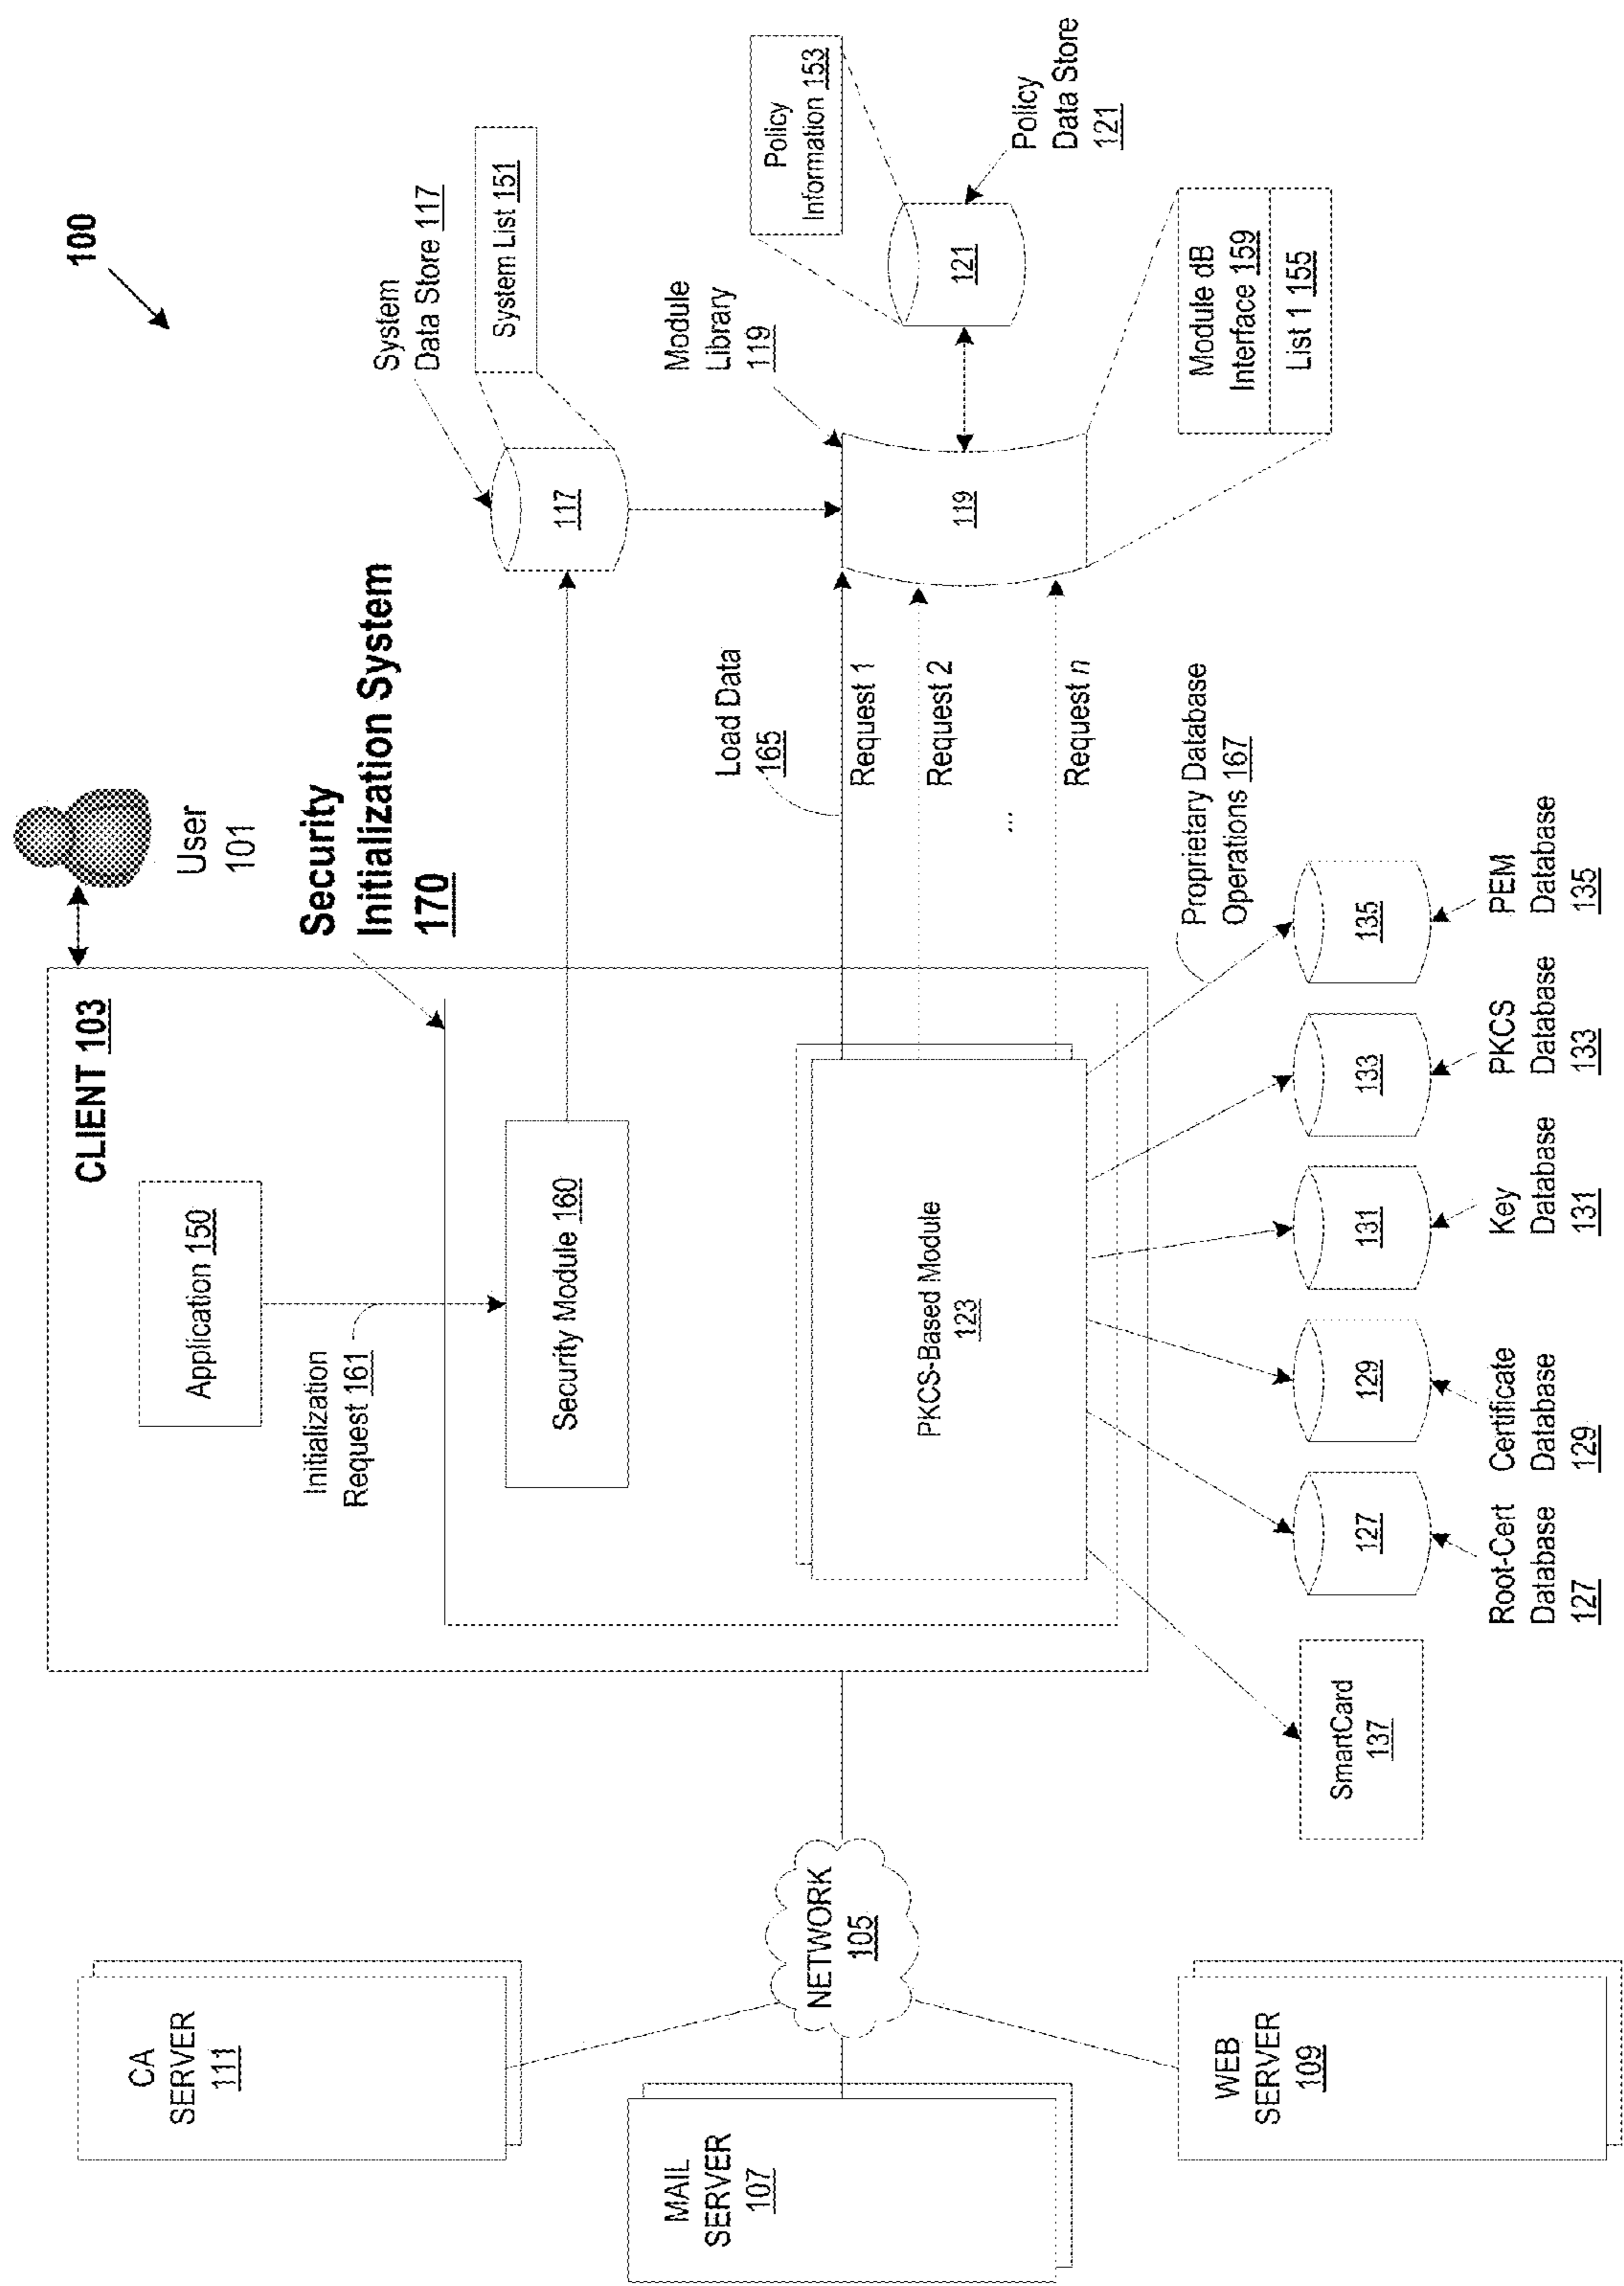 100
User
101
CLIENT 103
Application 150
Initialization
Request 161
Security
Initialization System
170
Security Module 160
PKCS-Based Module
123
System
Data Store 117
System List 151
117
Module
Library
119
119
Policy
Information 153
121
Policy
Data Store
121
Module dB
Interface 159
List 1 155
Load Data
165
Request 1
Request 2
...
Request n
Proprietary Database
Operations 167
CA
SERVER
111
MAIL
SERVER
107
WEB
SERVER
109
NETWORK
105
SmartCard
137
127
Root-Cert
Database
127
129
Certificate
Database
129
131
Key
Database
131
133
PKCS
Database
133
135
PEM
Database
135